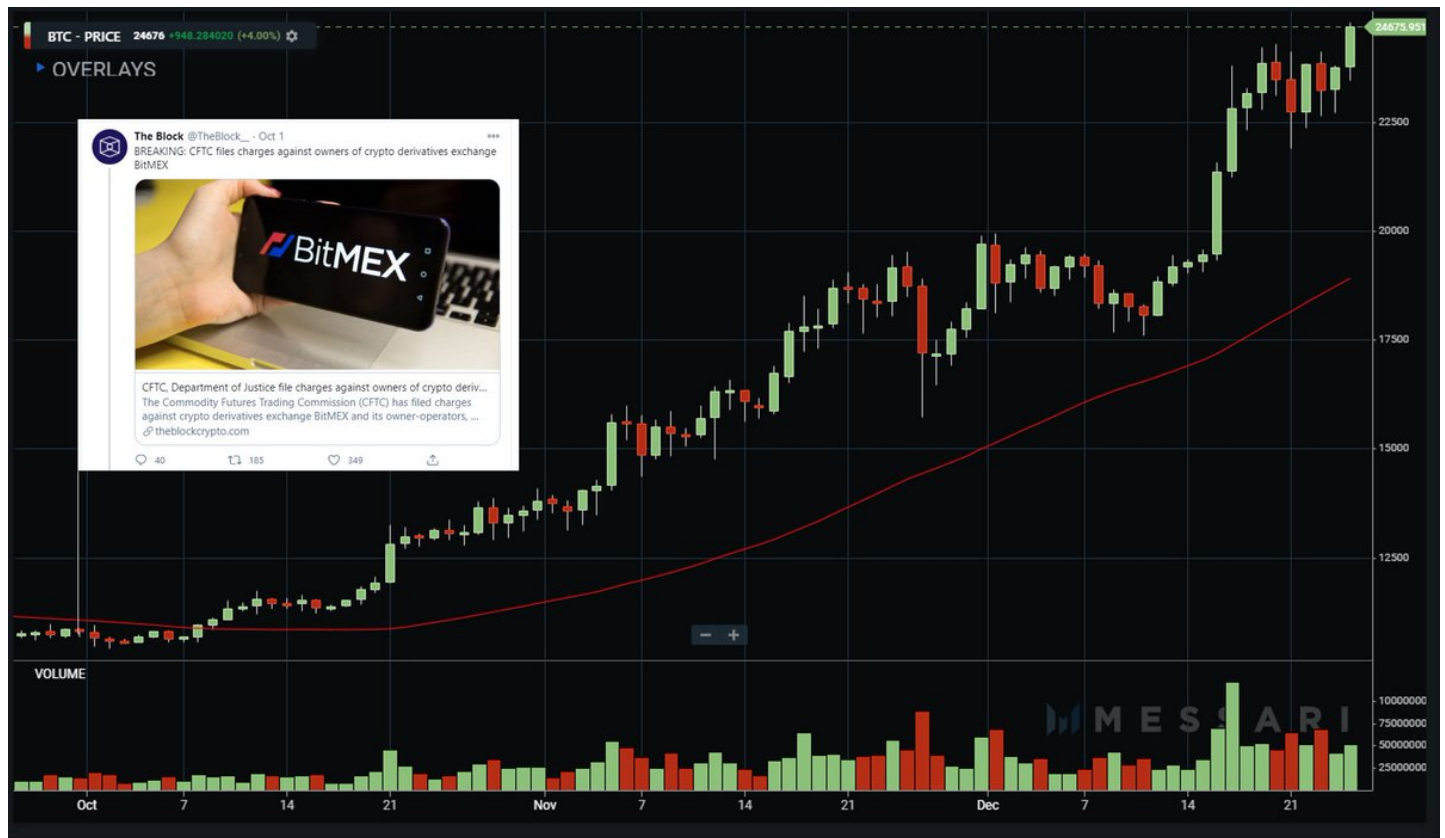 BTC - PRICE 24676 +948.284020 (+4.00%)
OVERLAYS
24675.951
The Block @TheBlock__ · Oct 1
BREAKING: CFTC files charges against owners of crypto derivatives exchange
BitMEX
BitMEX
CFTC, Department of Justice file charges against owners of crypto deriv...
The Commodity Futures Trading Commission (CFTC) has filed charges
against crypto derivatives exchange BitMEX and its owner-operators, ...
theblockcrypto.com
40 185 349
22500
20000
17500
15000
12500
− +
VOLUME
MESSARI
10000000
75000000
50000000
25000000
Oct 7 14 21 Nov 7 14 21 Dec 7 14 21